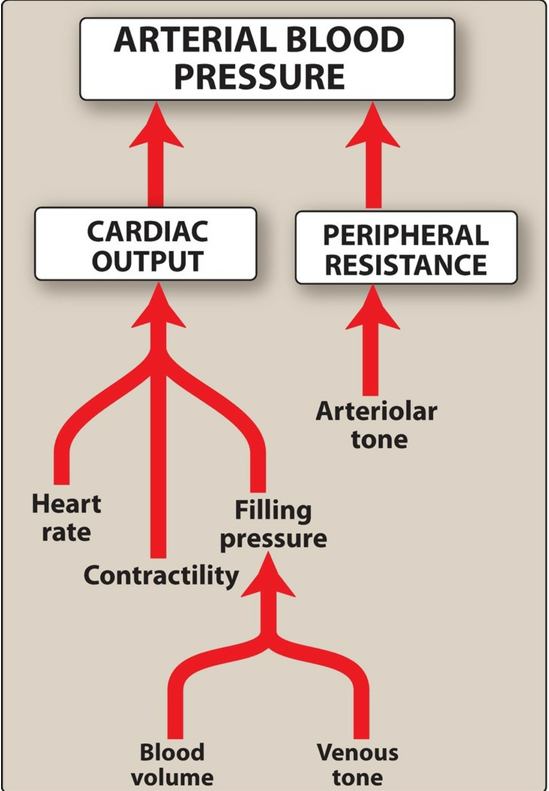 ARTERIAL BLOOD
PRESSURE
CARDIAC
OUTPUT
PERIPHERAL
RESISTANCE
Arteriolar
tone
Heart
rate
Filling
pressure
Contractility
Blood
volume
Venous
tone